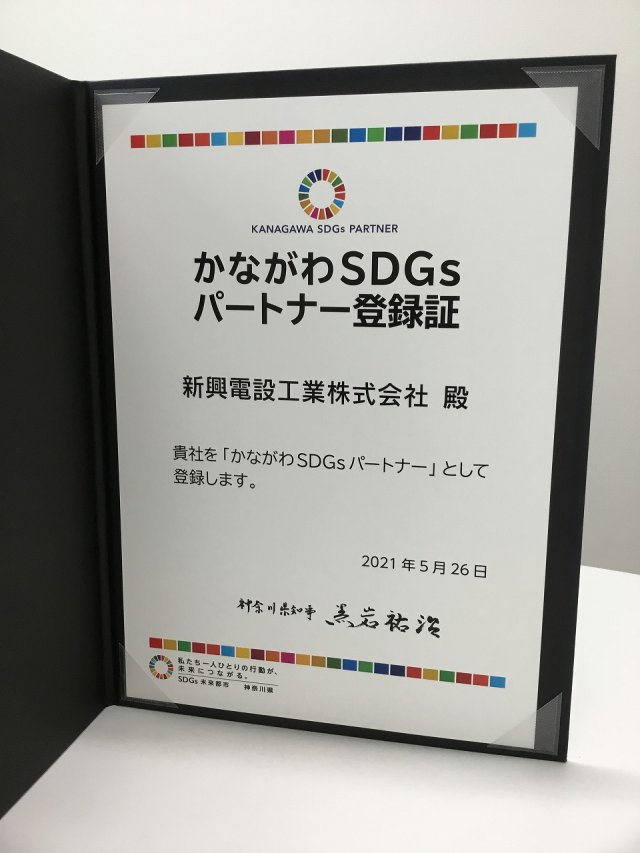 KANAGAWA SDGs PARTNER
かながわSDGs
パートナー登録証
新興電設工業株式会社 殿
貴社を「かながわSDGsパートナー」として
登録します。
2021年5月26日
神奈川県知事 黒岩祐治
私たち一人ひとりの行動が、
未来につながる。
SDGs未来都市 神奈川県